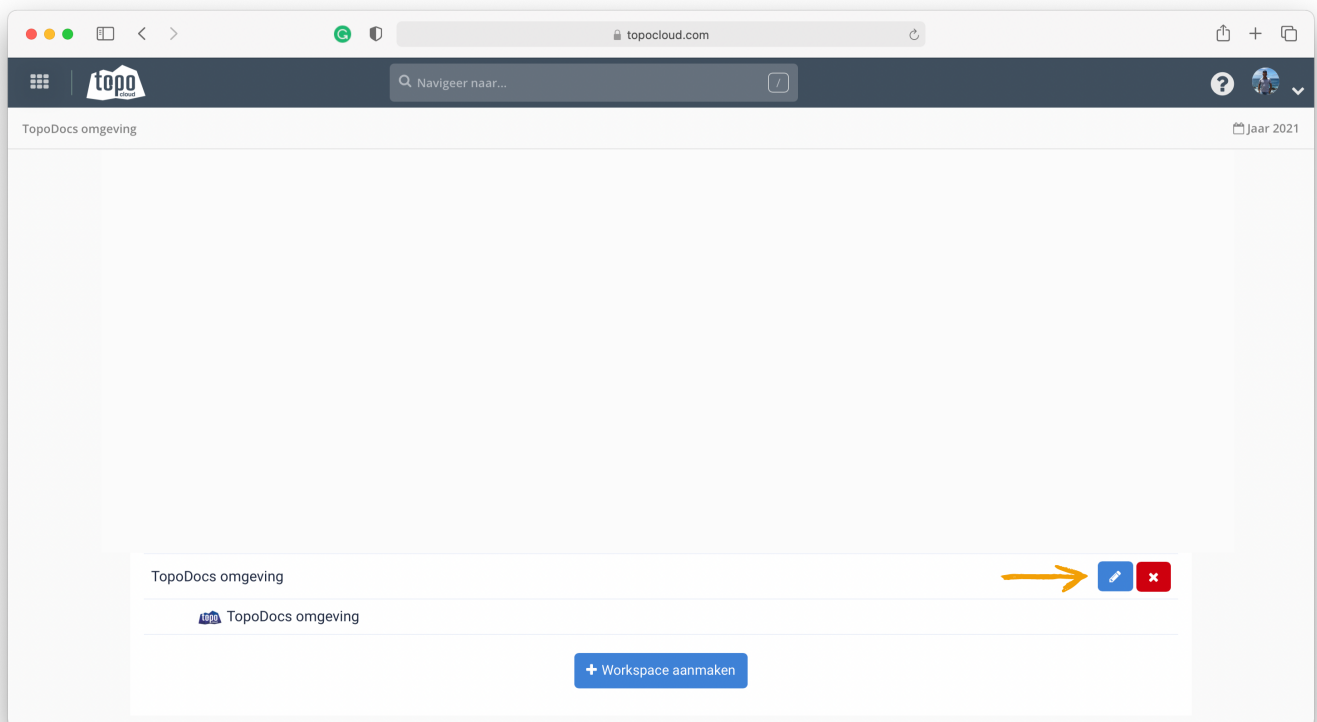 topocloud.com
topo
cloud
Navigeer naar...
/
?
TopoDocs omgeving
Jaar 2021
TopoDocs omgeving
topo TopoDocs omgeving
+ Workspace aanmaken